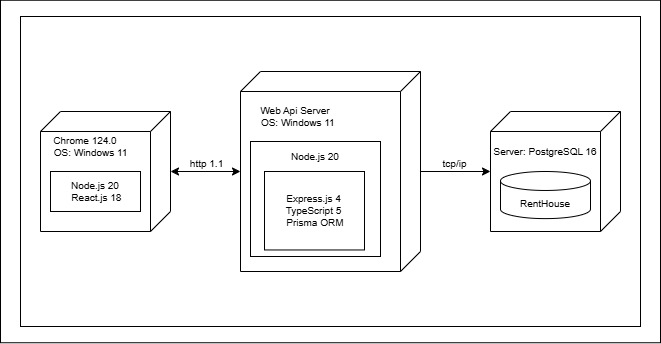 Chrome 124.0
OS: Windows 11
Node.js 20
React.js 18
http 1.1
Web Api Server
OS: Windows 11
Node.js 20
Express.js 4
TypeScript 5
Prisma ORM
tcp/ip
Server: PostgreSQL 16
RentHouse